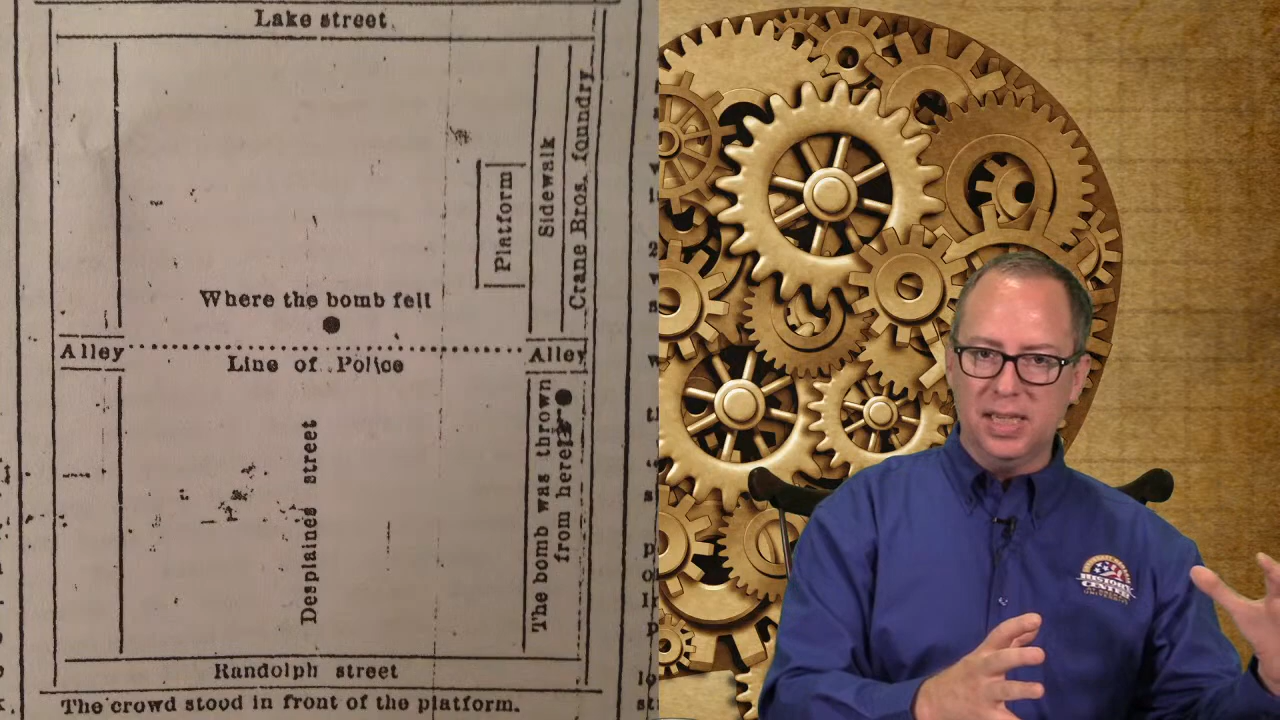 Lake street
Platform
Sidewalk
Crane Bros. foundry
Where the bomb fell
Alley
Alley
Line of Police
Desplaines street
The bomb was thrown
from here
Randolph street
The crowd stood in front of the platform.